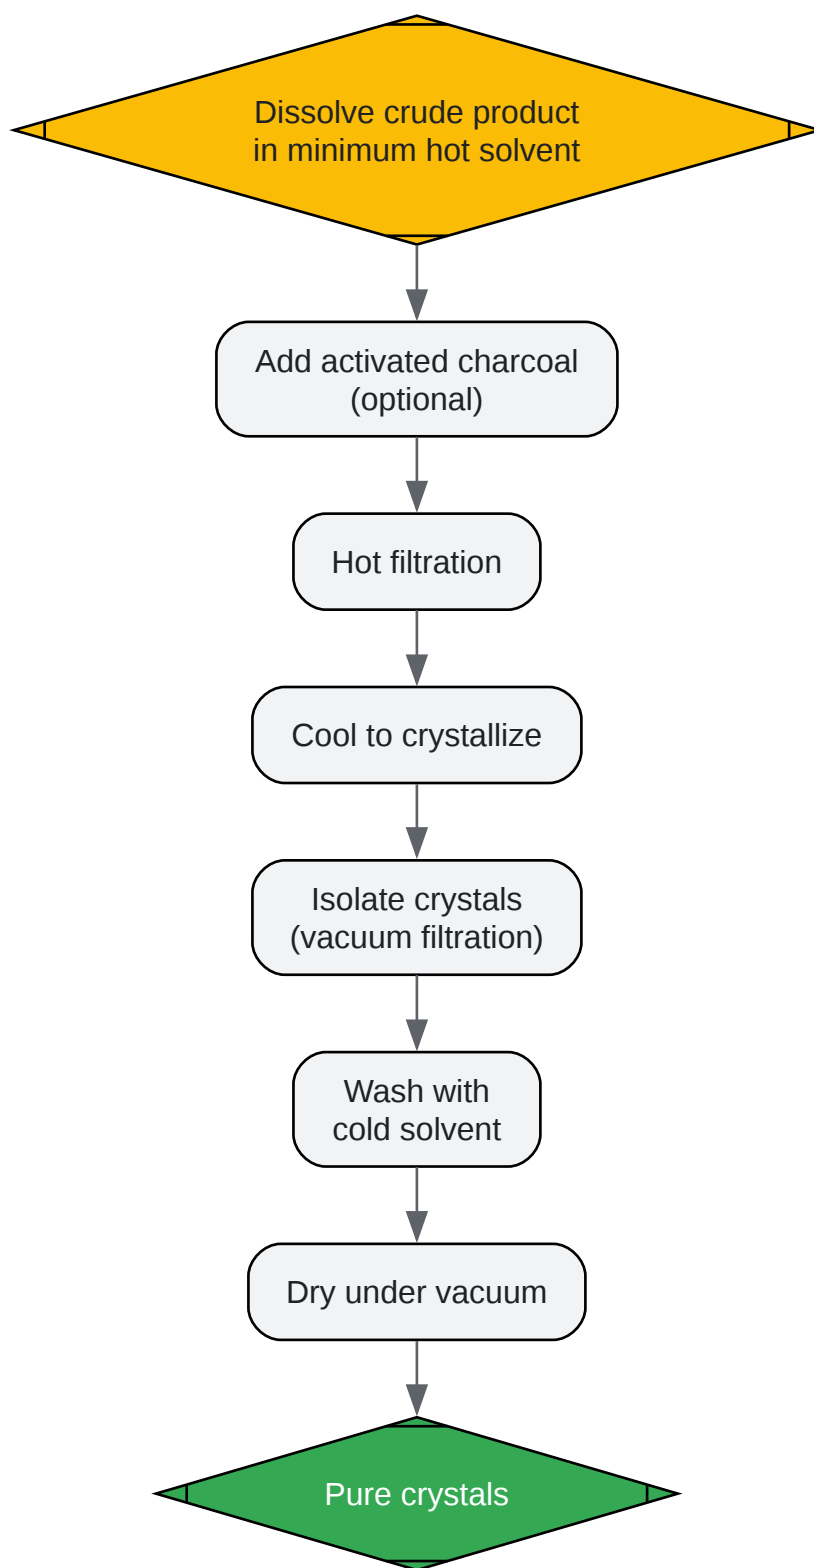 Dissolve crude product
in minimum hot solvent
Add activated charcoal
(optional)
Hot filtration
Cool to crystallize
Isolate crystals
(vacuum filtration)
Wash with
cold solvent
Dry under vacuum
Pure crystals